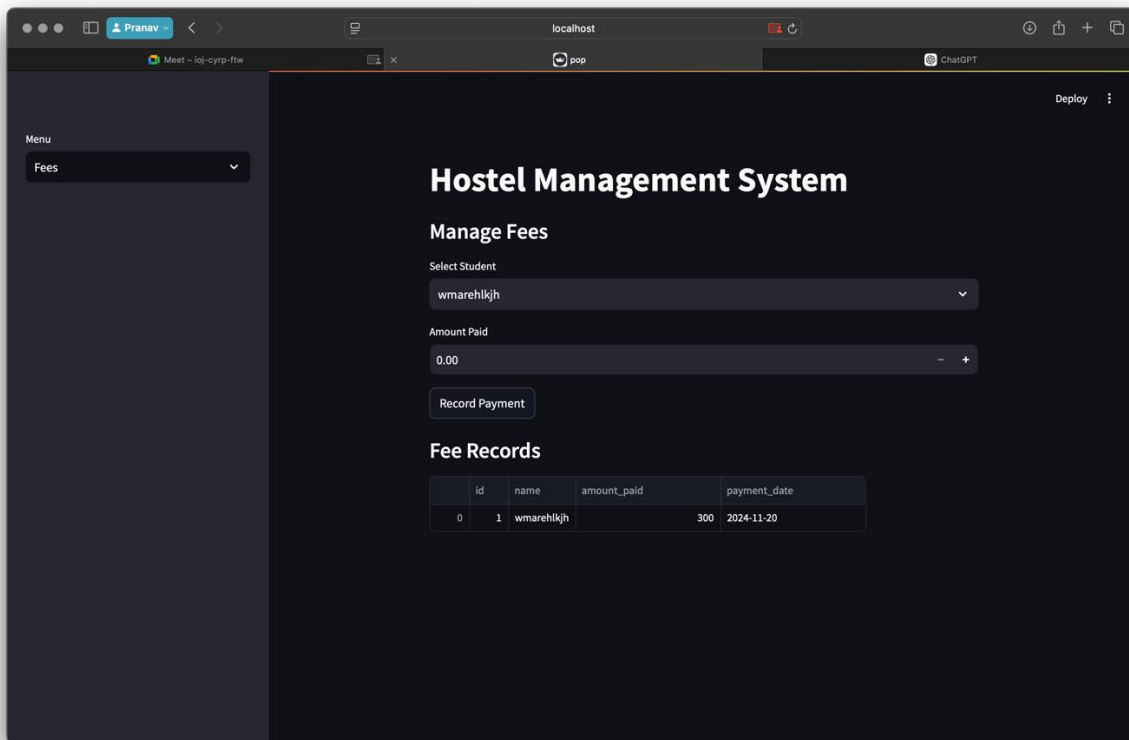 Pranav
localhost
Meet – ioj-cyrp-ftw
pop
ChatGPT
Deploy
Menu
Fees
Hostel Management System
Manage Fees
Select Student
wmarehlkjh
Amount Paid
0.00
Record Payment
Fee Records
id name amount_paid payment_date
0 1 wmarehlkjh 300 2024-11-20